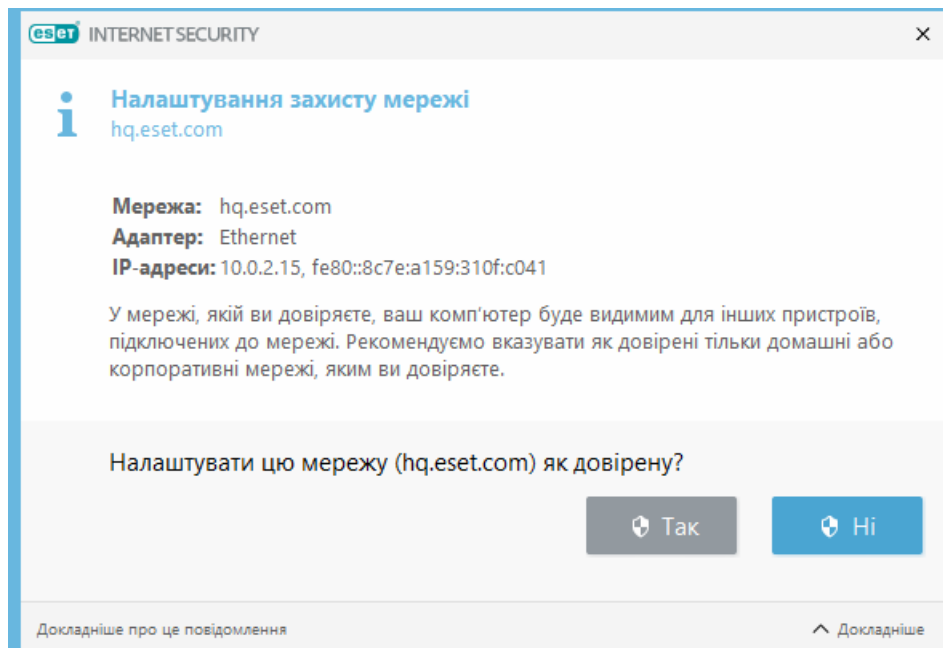 eset INTERNET SECURITY
Налаштування захисту мережі
hq.eset.com
Мережа: hq.eset.com
Адаптер: Ethernet
IP-адреси: 10.0.2.15, fe80::8c7e:a159:310f:c041
У мережі, якій ви довіряєте, ваш комп'ютер буде видимим для інших пристроїв,
підключених до мережі. Рекомендуємо вказувати як довірені тільки домашні або
корпоративні мережі, яким ви довіряєте.
Налаштувати цю мережу (hq.eset.com) як довірену?
Так
Ні
Докладніше про це повідомлення
Докладніше